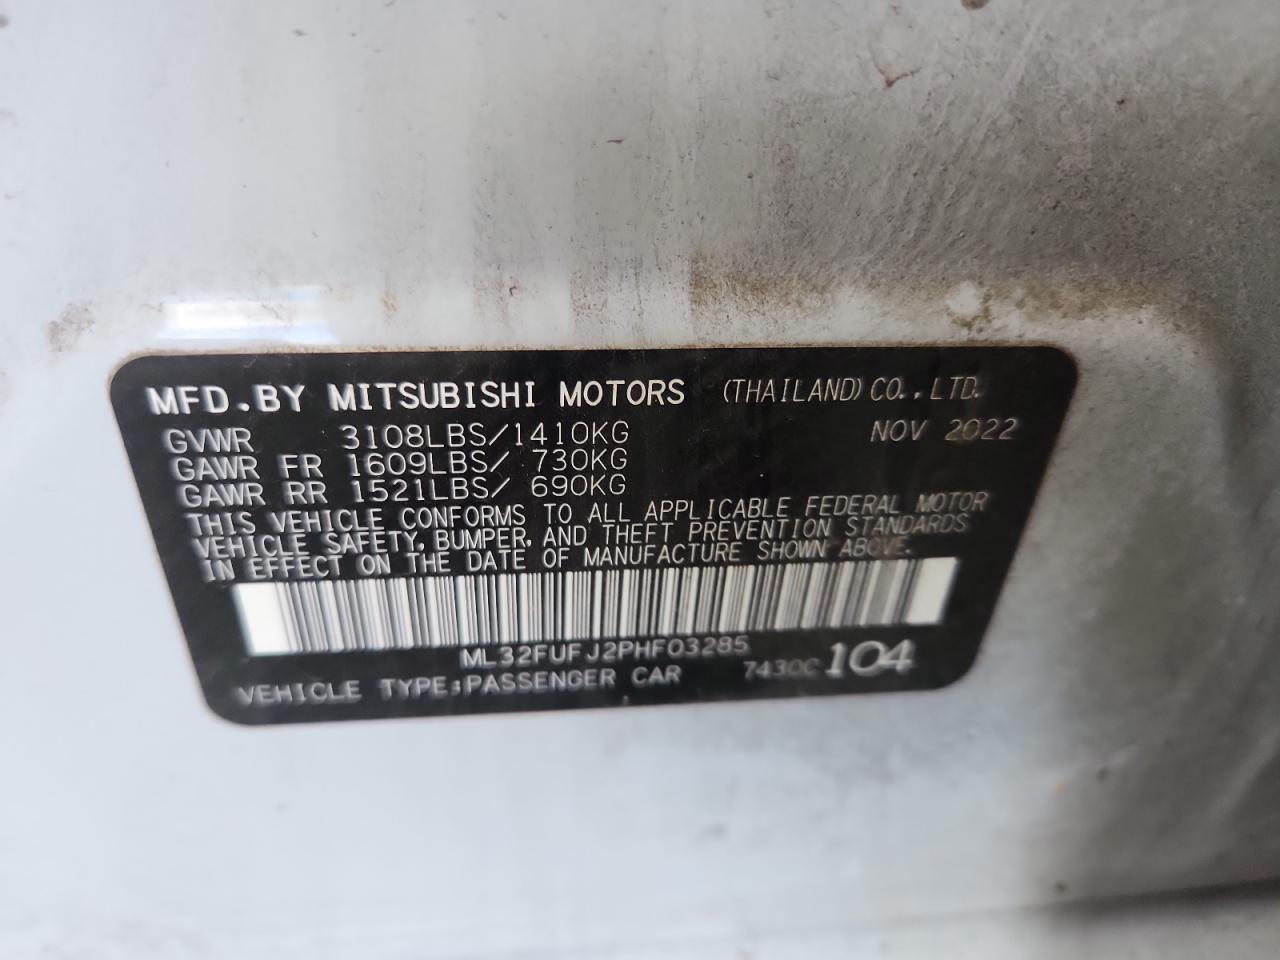 MFD.BY MITSUBISHI MOTORS (THAILAND) CO.,LTD.
GVWR 3108LBS/1410KG NOV 2022
GAWR FR 1609LBS/ 730KG
GAWR RR 1521LBS/ 690KG
THIS VEHICLE CONFORMS TO ALL APPLICABLE FEDERAL MOTOR
VEHICLE SAFETY, BUMPER, AND THEFT PREVENTION STANDARDS
IN EFFECT ON THE DATE OF MANUFACTURE SHOWN ABOVE.
ML32FUFJ2PHF03285
VEHICLE TYPE:PASSENGER CAR 7430C 104